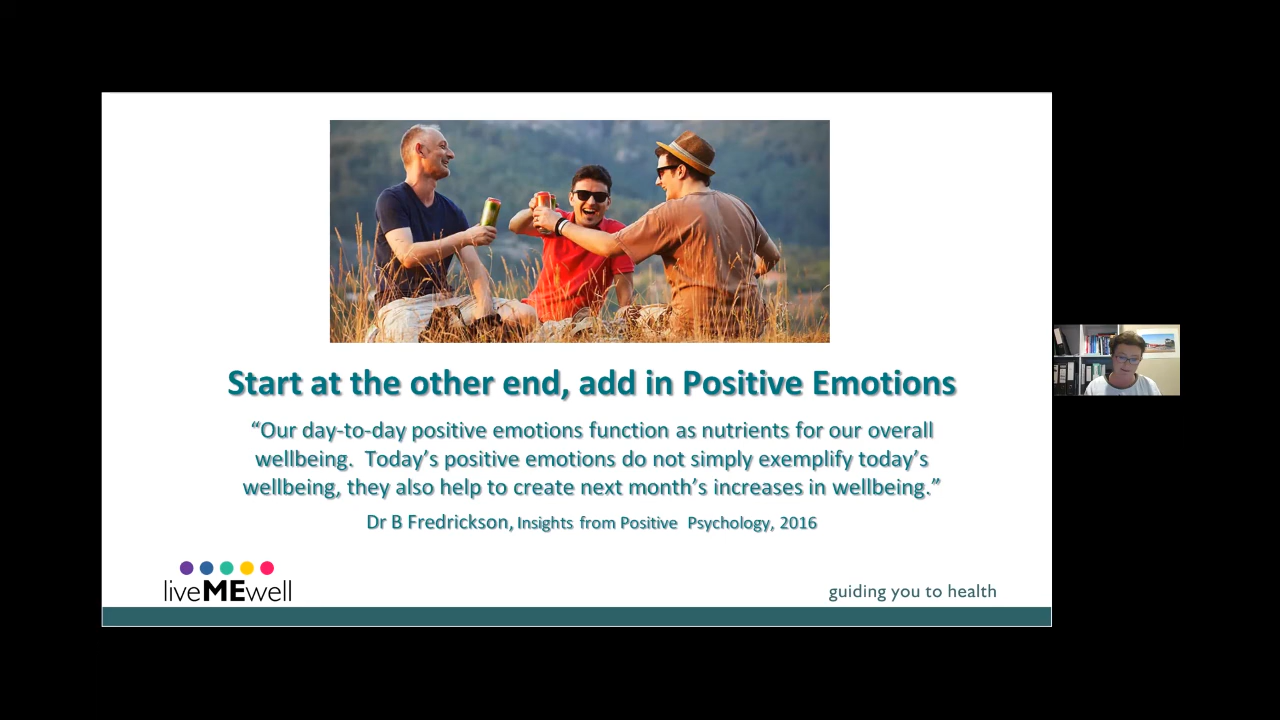 Start at the other end, add in Positive Emotions
“Our day-to-day positive emotions function as nutrients for our overall
wellbeing.  Today’s positive emotions do not simply exemplify today’s
wellbeing, they also help to create next month’s increases in wellbeing.”
Dr B Fredrickson, Insights from Positive  Psychology, 2016
liveMEwell
guiding you to health